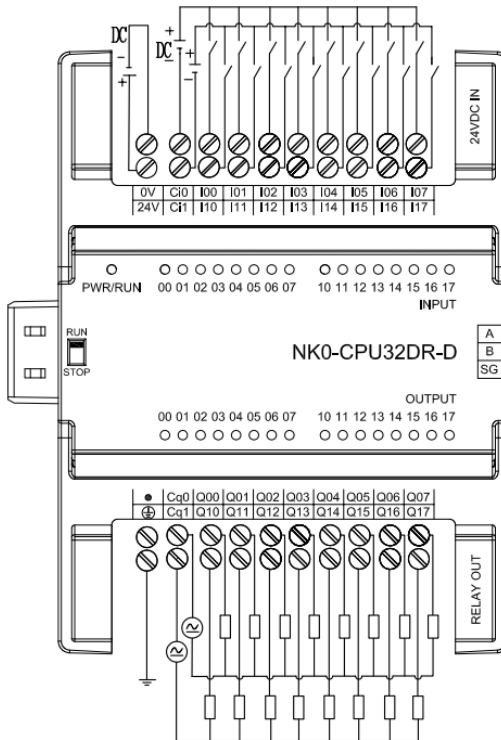 DC
DC
24VDC IN
0V Ci0 I00 I01 I02 I03 I04 I05 I06 I07
24V Ci1 I10 I11 I12 I13 I14 I15 I16 I17
PWR/RUN
00 01 02 03 04 05 06 07 10 11 12 13 14 15 16 17
INPUT
RUN
STOP
NK0-CPU32DR-D
A
B
SG
OUTPUT
00 01 02 03 04 05 06 07 10 11 12 13 14 15 16 17
Cq0 Q00 Q01 Q02 Q03 Q04 Q05 Q06 Q07
Cq1 Q10 Q11 Q12 Q13 Q14 Q15 Q16 Q17
RELAY OUT